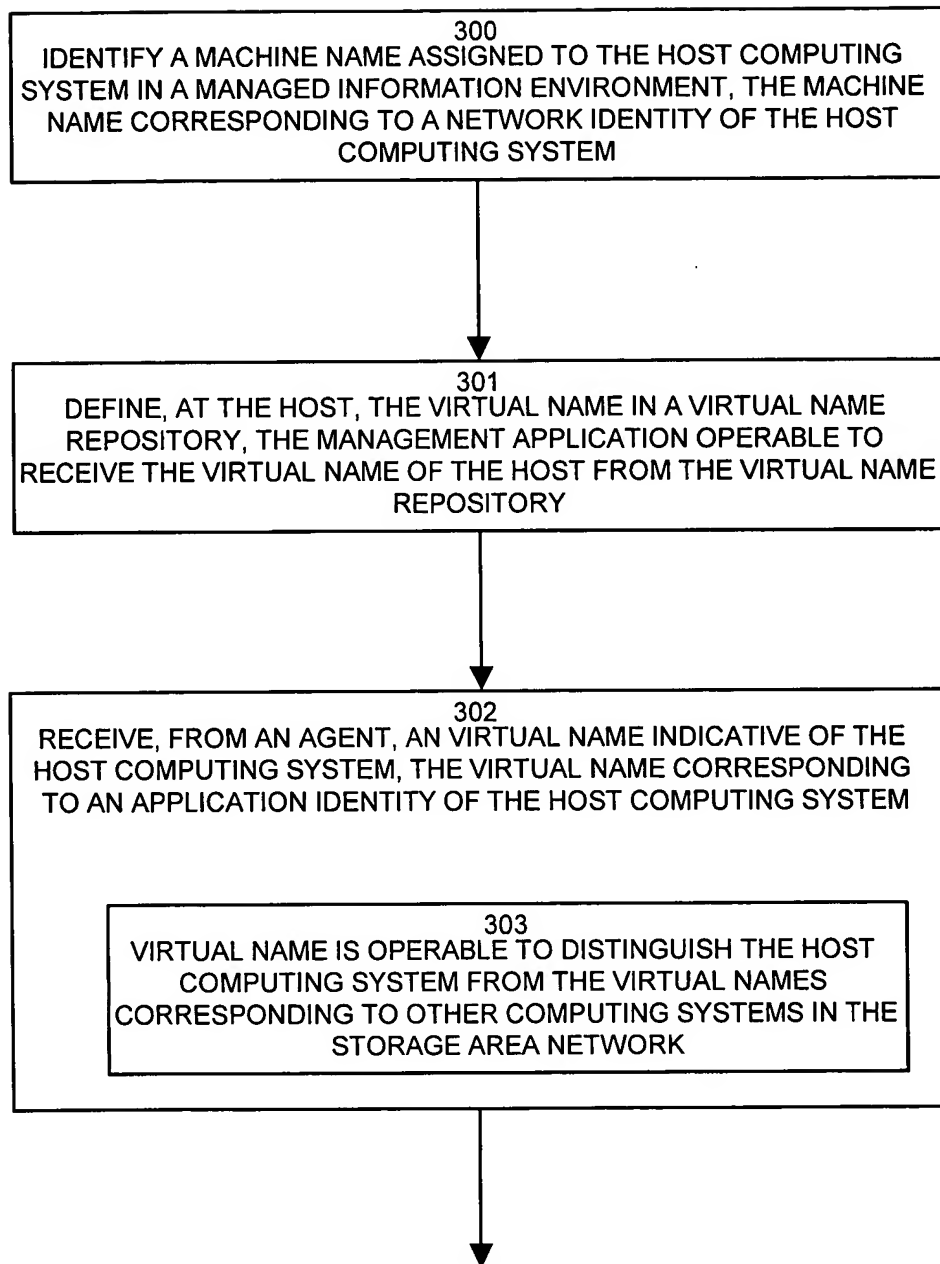 300
IDENTIFY A MACHINE NAME ASSIGNED TO THE HOST COMPUTING
SYSTEM IN A MANAGED INFORMATION ENVIRONMENT, THE MACHINE
NAME CORRESPONDING TO A NETWORK IDENTITY OF THE HOST
COMPUTING SYSTEM
301
DEFINE, AT THE HOST, THE VIRTUAL NAME IN A VIRTUAL NAME
REPOSITORY, THE MANAGEMENT APPLICATION OPERABLE TO
RECEIVE THE VIRTUAL NAME OF THE HOST FROM THE VIRTUAL NAME
REPOSITORY
302
RECEIVE, FROM AN AGENT, AN VIRTUAL NAME INDICATIVE OF THE
HOST COMPUTING SYSTEM, THE VIRTUAL NAME CORRESPONDING
TO AN APPLICATION IDENTITY OF THE HOST COMPUTING SYSTEM
303
VIRTUAL NAME IS OPERABLE TO DISTINGUISH THE HOST
COMPUTING SYSTEM FROM THE VIRTUAL NAMES
CORRESPONDING TO OTHER COMPUTING SYSTEMS IN THE
STORAGE AREA NETWORK